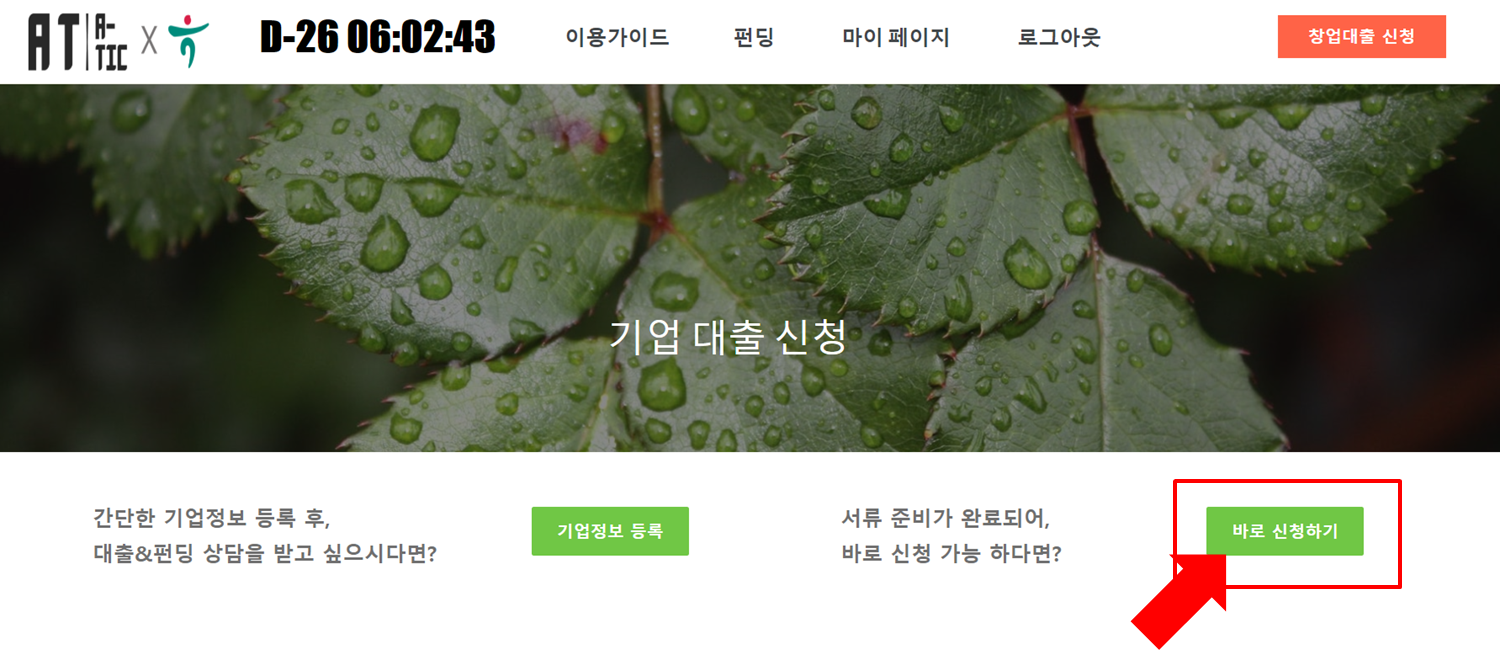 AT A-TIC X
D-26 06:02:43
이용가이드 펀딩 마이 페이지 로그아웃
창업대출 신청
기업 대출 신청
간단한 기업정보 등록 후,
대출&펀딩 상담을 받고 싶으시다면?
기업정보 등록
서류 준비가 완료되어,
바로 신청 가능 하다면?
바로 신청하기